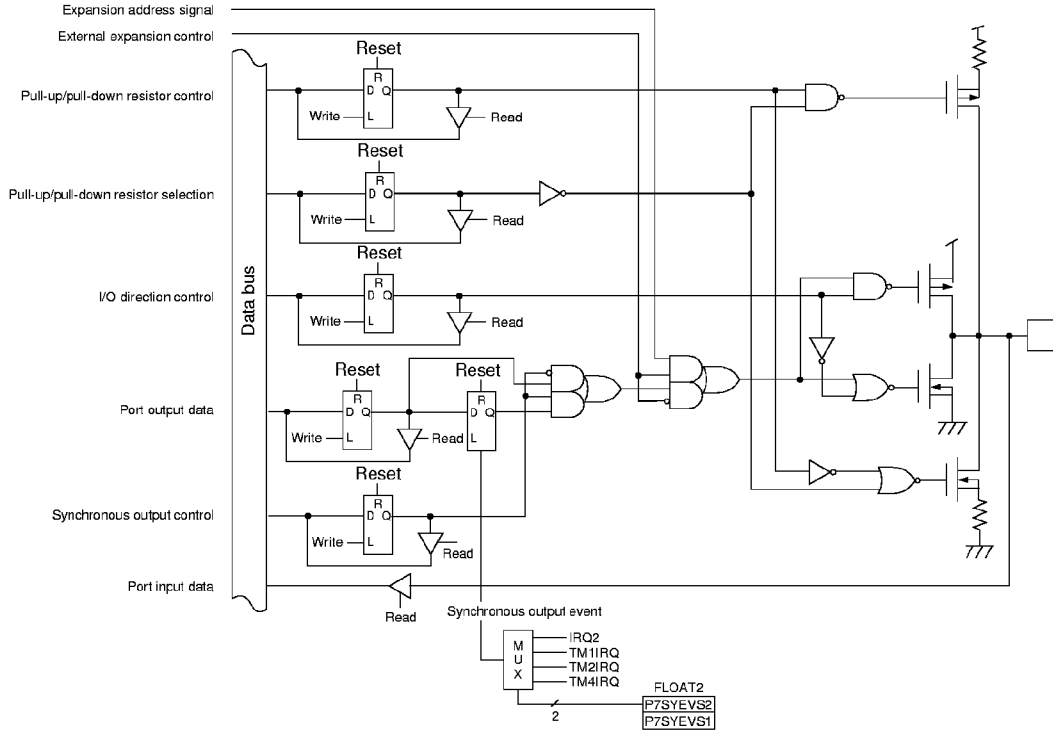 Expansion address signal
External expansion control
Reset
Pull-up/pull-down resistor control
R
D Q
L
Write
Read
Reset
Pull-up/pull-down resistor selection
R
D Q
L
Write
Read
Reset
I/O direction control
R
D Q
L
Write
Read
Data bus
Reset
Reset
Port output data
R
D Q
L
Write
Read
R
D Q
L
Reset
Synchronous output control
R
D Q
L
Write
Read
Port input data
Read
Synchronous output event
MUX
IRQ2
TM1IRQ
TM2IRQ
TM4IRQ
FLOAT2
2
P7SYEVS2
P7SYEVS1